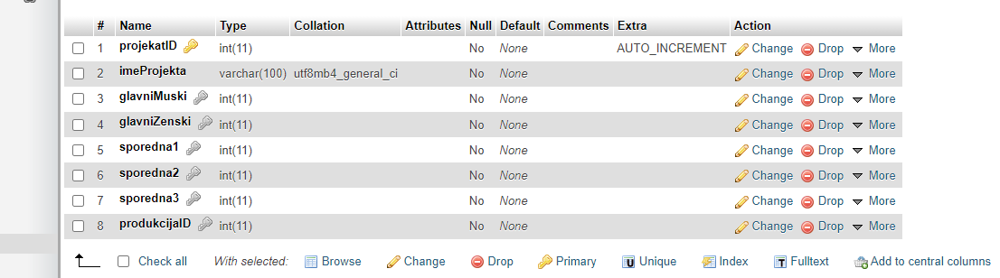 # Name Type Collation Attributes Null Default Comments Extra Action
1 projekatID int(11) No None AUTO_INCREMENT Change Drop More
2 imeProjekta varchar(100) utf8mb4_general_ci No None Change Drop More
3 glavniMuski int(11) No None Change Drop More
4 glavniZenski int(11) No None Change Drop More
5 sporedna1 int(11) No None Change Drop More
6 sporedna2 int(11) No None Change Drop More
7 sporedna3 int(11) No None Change Drop More
8 produkcijaID int(11) No None Change Drop More
Check all With selected: Browse Change Drop Primary Unique Index Fulltext Add to central columns